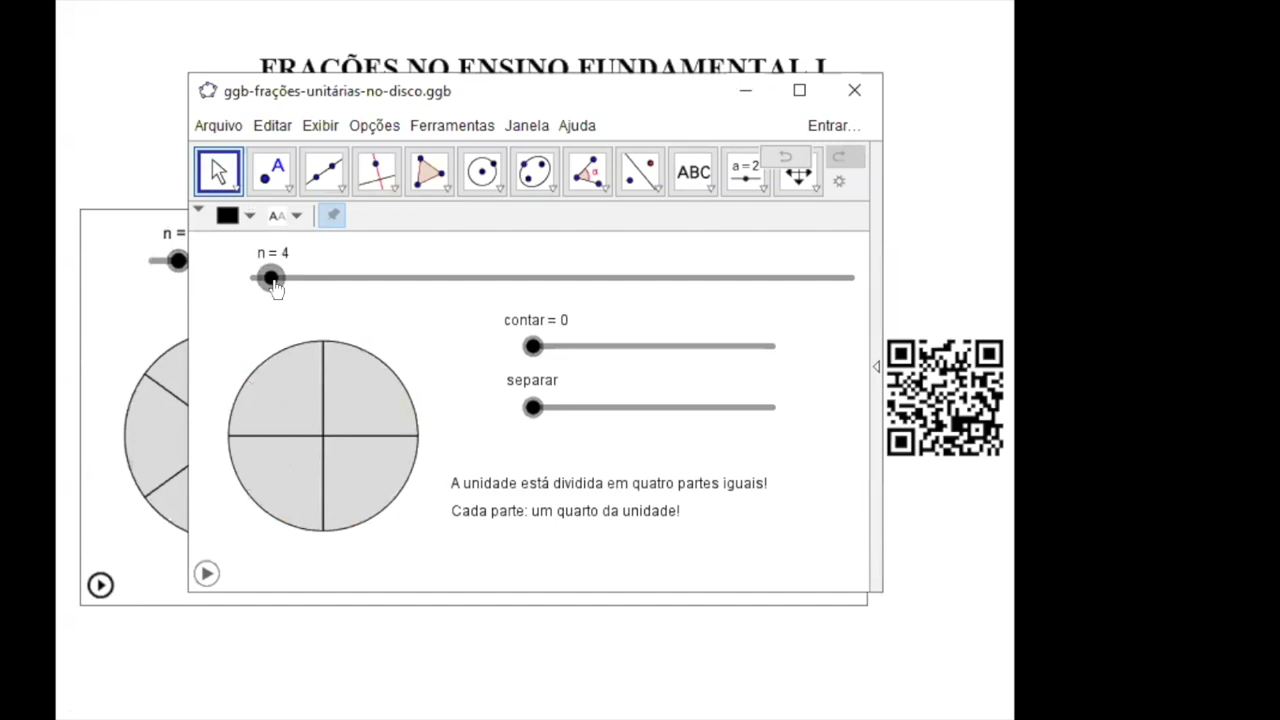 FRAÇÕES NO ENSINO FUNDAMENTAL I
ggb-frações-unitárias-no-disco.ggb
Arquivo Editar Exibir Opções Ferramentas Janela Ajuda Entrar...
A α ABC a=2
AA
n =
n = 4
contar = 0
separar
A unidade está dividida em quatro partes iguais!
Cada parte: um quarto da unidade!